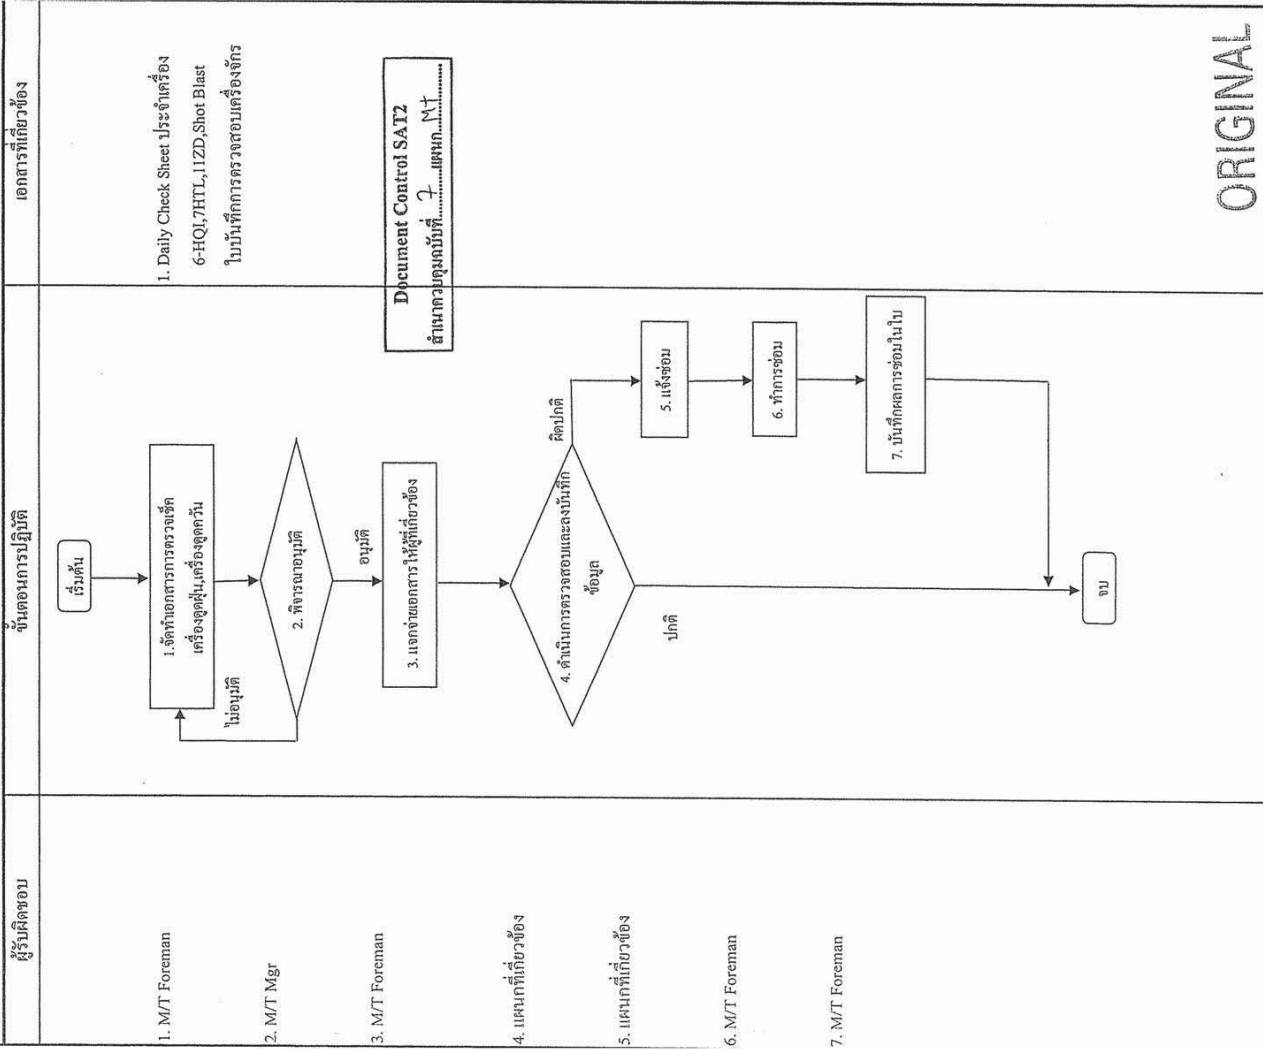 ผู้รับผิดชอบ
ขั้นตอนการปฏิบัติ
เอกสารที่เกี่ยวข้อง
1. M/T Foreman
2. M/T Mgr
3. M/T Foreman
4. แผนกที่เกี่ยวข้อง
5. แผนกที่เกี่ยวข้อง
6. M/T Foreman
7. M/T Foreman
เริ่มต้น
1.จัดทำเอกสารการตรวจเช็ค
เครื่องดูดฝุ่น,เครื่องดูดควัน
ไม่อนุมัติ
2. พิจารณาอนุมัติ
อนุมัติ
3. แจกจ่ายเอกสารให้ผู้ที่เกี่ยวข้อง
4. ดำเนินการตรวจสอบและลงบันทึก
ข้อมูล
ผิดปกติ
ปกติ
5. แจ้งซ่อม
6. ทำการซ่อม
7. บันทึกผลการซ่อมในใบ
จบ
1. Daily Check Sheet ประจำเครื่อง
6-HQI,7HTL,11ZD,Shot Blast
ใบบันทึกการตรวจสอบเครื่องจักร
Document Control SAT2
สำเนาควบคุมฉบับที่ 7 แผนก MT
ORIGINAL